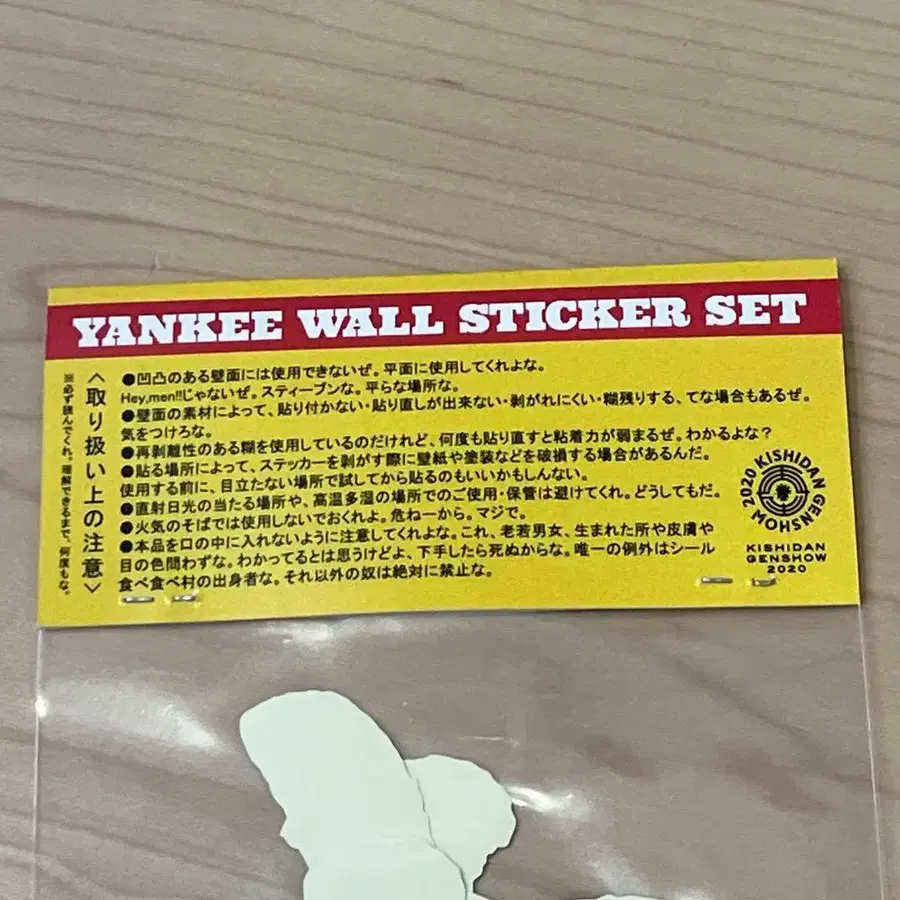 YANKEE WALL STICKER SET
〈取り扱い上の注意〉
※必ず読んでくれ。理解できるまで、何度もな。
●凹凸のある壁面には使用できないぜ。平面に使用してくれよな。
Hey,men!!じゃないぜ。スティーブンな。平らな場所な。
●壁面の素材によって、貼り付かない・貼り直しが出来ない・剥がれにくい・糊残りする、てな場合もあるぜ。
気をつけろな。
●再剥離性のある糊を使用しているのだけれど、何度も貼り直すと粘着力が弱まるぜ。わかるよな？
●貼る場所によって、ステッカーを剥がす際に壁紙や塗装などを破損する場合があるんだ。
使用する前に、目立たない場所で試してから貼るのもいいかもしんない。
●直射日光の当たる場所や、高温多湿の場所でのご使用・保管は避けてくれ。どうしてもだ。
●火気のそばでは使用しないでおくれよ。危ねーから。マジで。
●本品を口の中に入れないように注意してくれよな。これ、老若男女、生まれた所や皮膚や
目の色問わずな。わかってるとは思うけどよ、下手したら死ぬからな。唯一の例外はシール
食べ食べ村の出身者な。それ以外の奴は絶対に禁止な。
2020 KISHIDAN GENSHOW
KISHIDAN
GENSHOW
2020